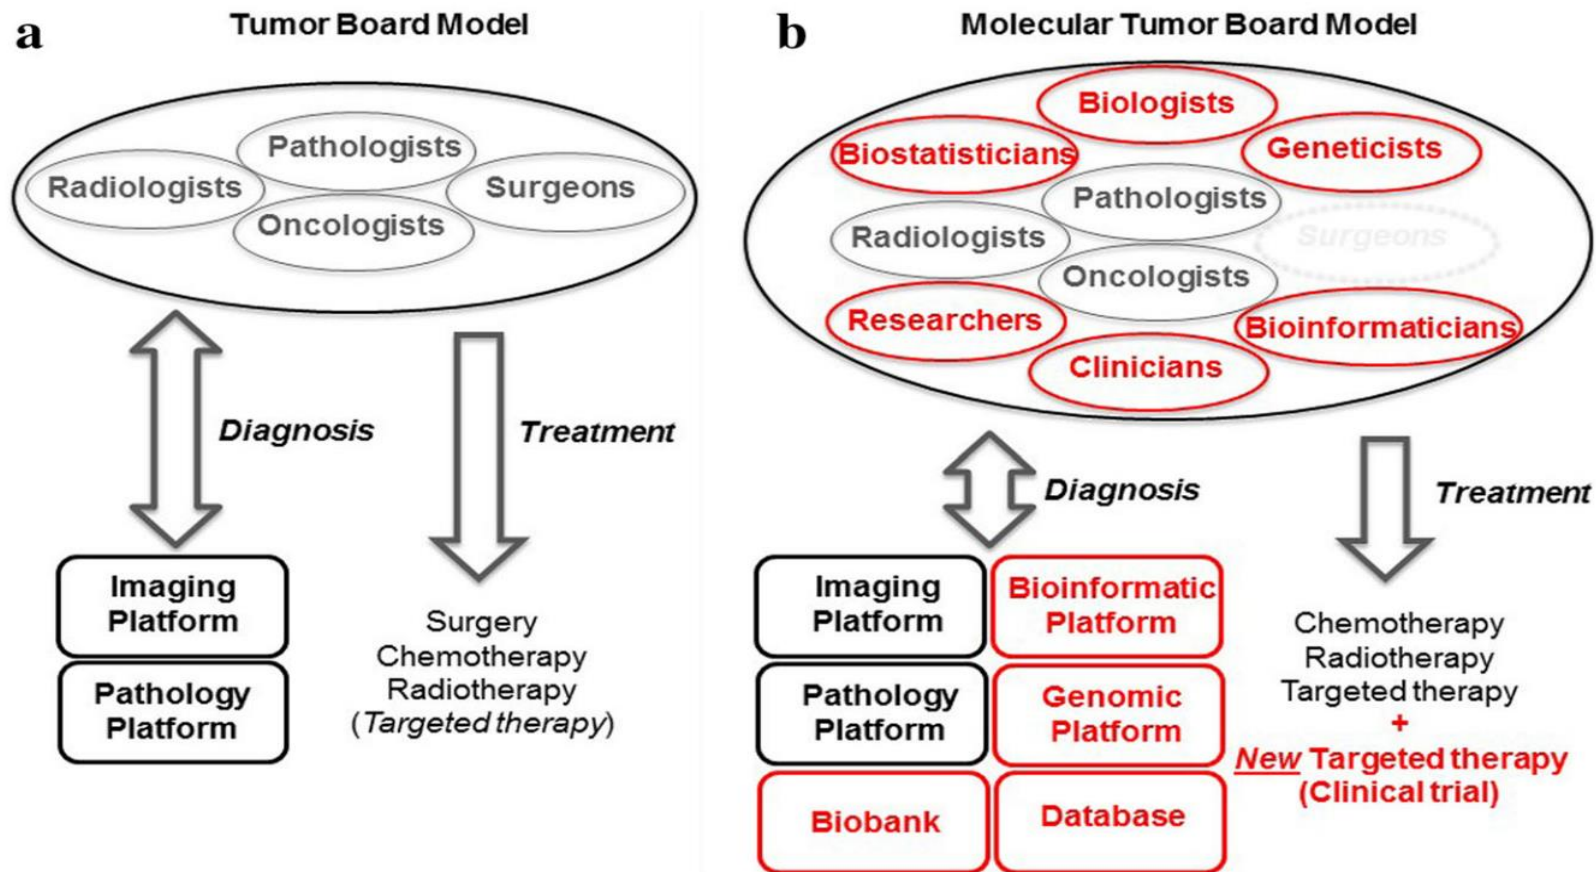 a
Tumor Board Model
Pathologists
Radiologists
Surgeons
Oncologists
Diagnosis
Treatment
Imaging
Platform
Pathology
Platform
Surgery
Chemotherapy
Radiotherapy
(Targeted therapy)
b
Molecular Tumor Board Model
Biologists
Biostatisticians
Geneticists
Pathologists
Radiologists
Surgeons
Oncologists
Researchers
Bioinformaticians
Clinicians
Diagnosis
Treatment
Imaging
Platform
Bioinformatic
Platform
Pathology
Platform
Genomic
Platform
Biobank
Database
Chemotherapy
Radiotherapy
Targeted therapy
+
New Targeted therapy
(Clinical trial)